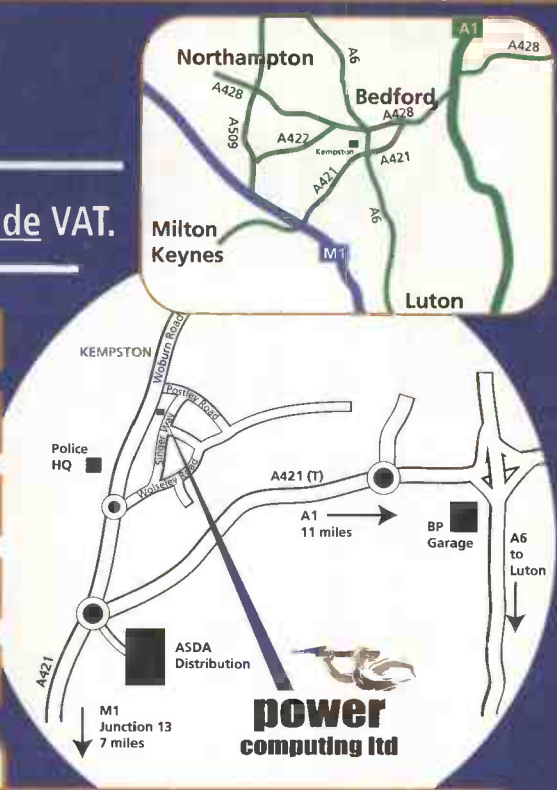 A1
A428
Northampton
A6
Bedford
A428
A428
A509
A422
Kempston
A421
A421
A6
de VAT.
Milton
Keynes
M1
Luton
KEMPSTON
Woburn Road
Postley Road
Singer Way
Police
HQ
Wolseley Road
A421 (T)
A1
11 miles
BP
Garage
A6
to
Luton
ASDA
Distribution
A421
M1
Junction 13
7 miles
power
computing ltd